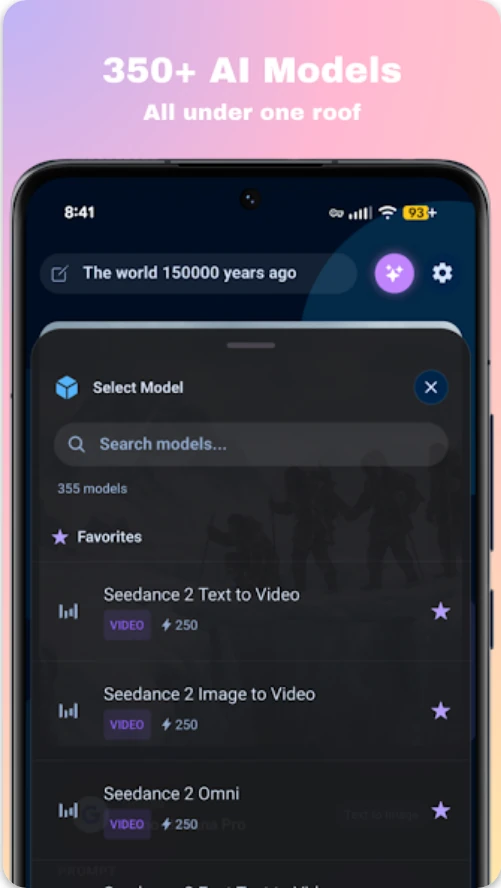 350+ AI Models
All under one roof
8:41
93+
The world 150000 years ago
Select Model
Search models...
355 models
Favorites
Seedance 2 Text to Video
VIDEO 250
Seedance 2 Image to Video
VIDEO 250
Seedance 2 Omni
VIDEO 250
PROMPT